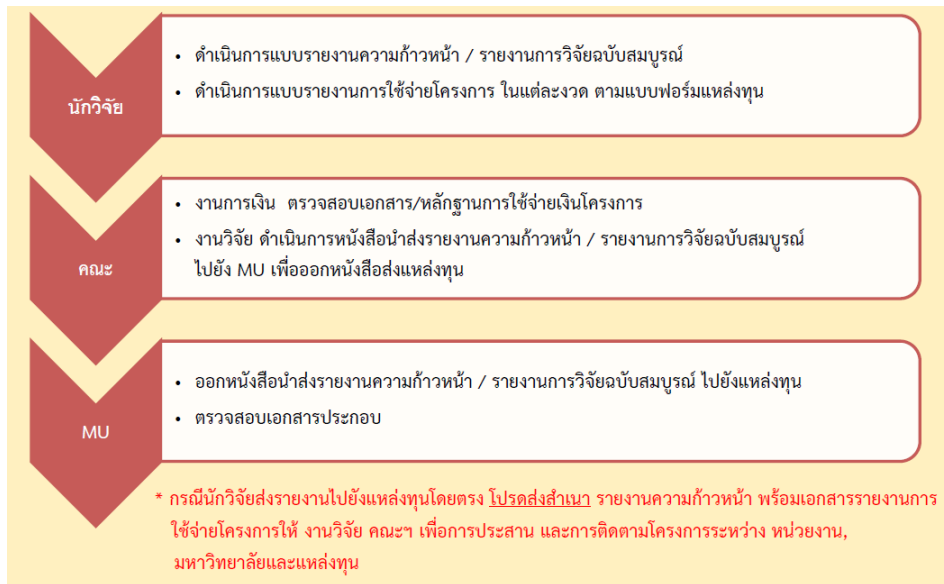 นักวิจัย
• ดำเนินการแบบรายงานความก้าวหน้า / รายงานการวิจัยฉบับสมบูรณ์
• ดำเนินการแบบรายงานการใช้จ่ายโครงการ ในแต่ละงวด ตามแบบฟอร์มแหล่งทุน
คณะ
• งานการเงิน ตรวจสอบเอกสาร/หลักฐานการใช้จ่ายเงินโครงการ
• งานวิจัย ดำเนินการหนังสือนำส่งรายงานความก้าวหน้า / รายงานการวิจัยฉบับสมบูรณ์
ไปยัง MU เพื่อออกหนังสือส่งแหล่งทุน
MU
• ออกหนังสือนำส่งรายงานความก้าวหน้า / รายงานการวิจัยฉบับสมบูรณ์ ไปยังแหล่งทุน
• ตรวจสอบเอกสารประกอบ
* กรณีนักวิจัยส่งรายงานไปยังแหล่งทุนโดยตรง โปรดส่งสำเนา รายงานความก้าวหน้า พร้อมเอกสารรายงานการ
ใช้จ่ายโครงการให้ งานวิจัย คณะฯ เพื่อการประสาน และการติดตามโครงการระหว่าง หน่วยงาน,
มหาวิทยาลัยและแหล่งทุน